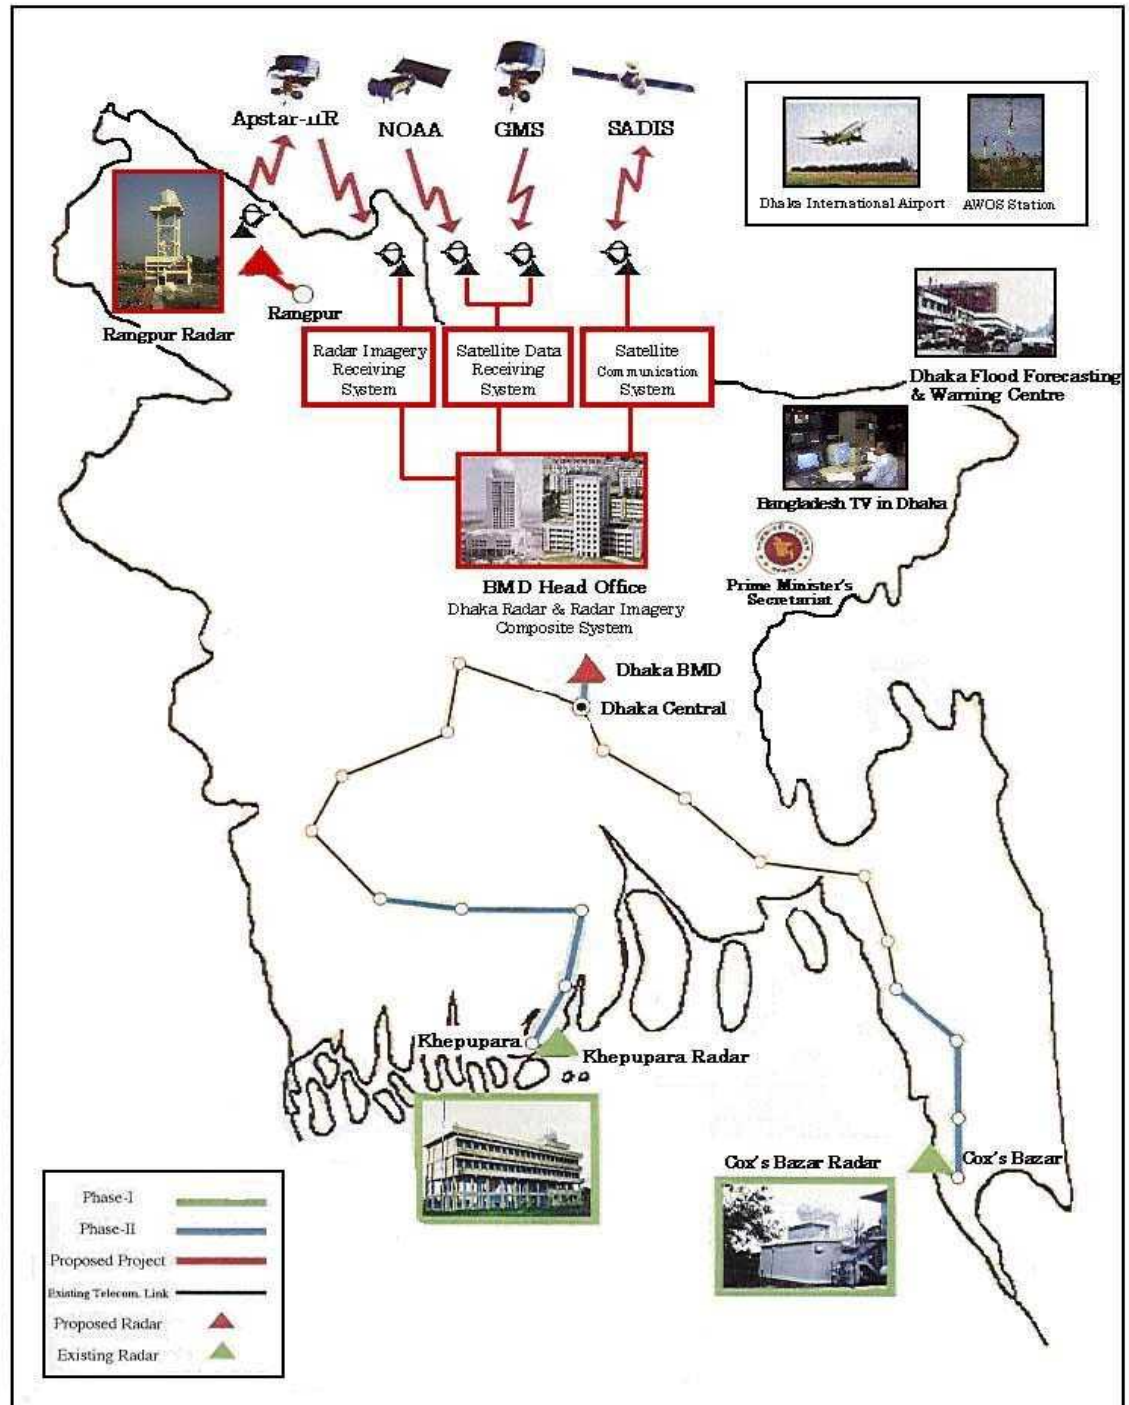 Apstar-11R
NOAA
GMS
SADIS
Dhaka International Airport
AWOS Station
Rangpur Radar
Rangpur
Radar Imagery
Receiving
System
Satellite Data
Receiving
System
Satellite
Communication
System
Dhaka Flood Forecasting
& Warning Centre
Bangladesh TV in Dhaka
Prime Minister's
Secretariat
BMD Head Office
Dhaka Radar & Radar Imagery
Composite System
Dhaka BMD
Dhaka Central
Khepupara
Khepupara Radar
Cox's Bazar Radar
Cox's Bazar
Phase-I
Phase-II
Proposed Project
Existing Telecom. Link
Proposed Radar
Existing Radar